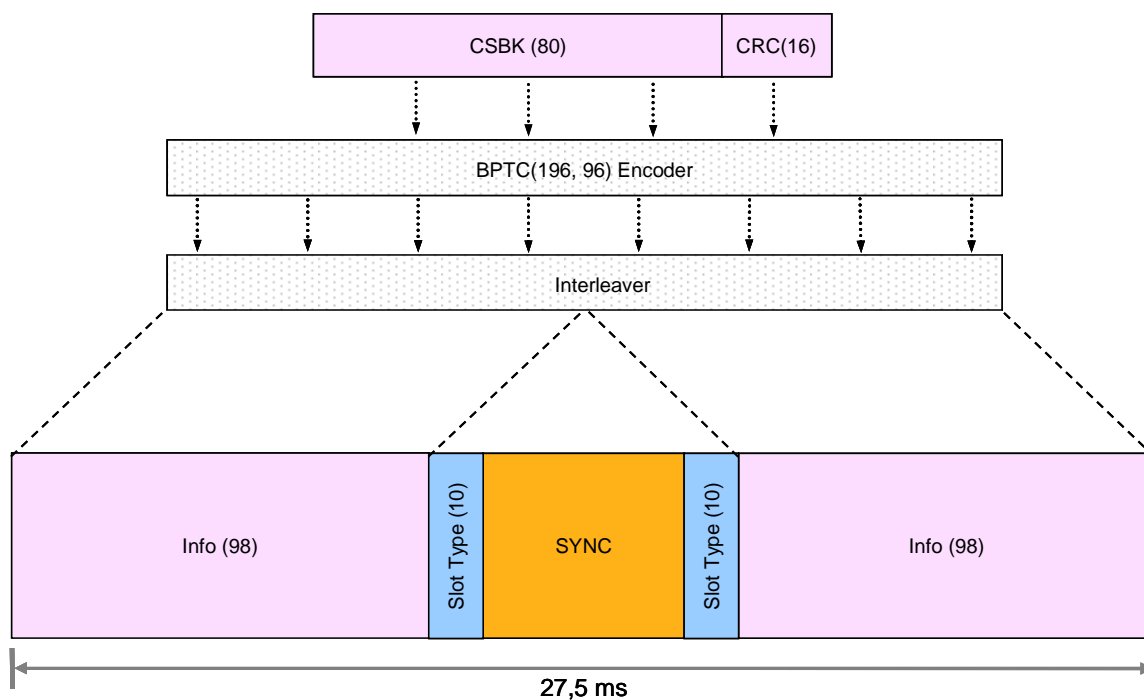 CSBK (80)
CRC(16)
BPTC(196, 96) Encoder
Interleaver
Info (98)
Slot Type (10)
SYNC
Slot Type (10)
Info (98)
27,5 ms